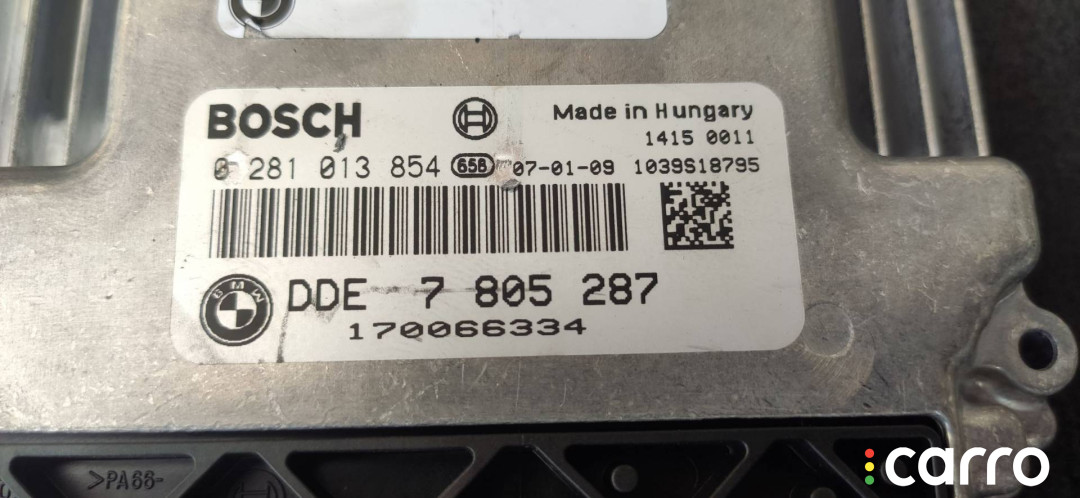 BOSCH
Made in Hungary
1415 0011
0 281 013 854 658 07-01-09 1039S18795
BMW
DDE 7 805 287
170066334
>PA66-
carro